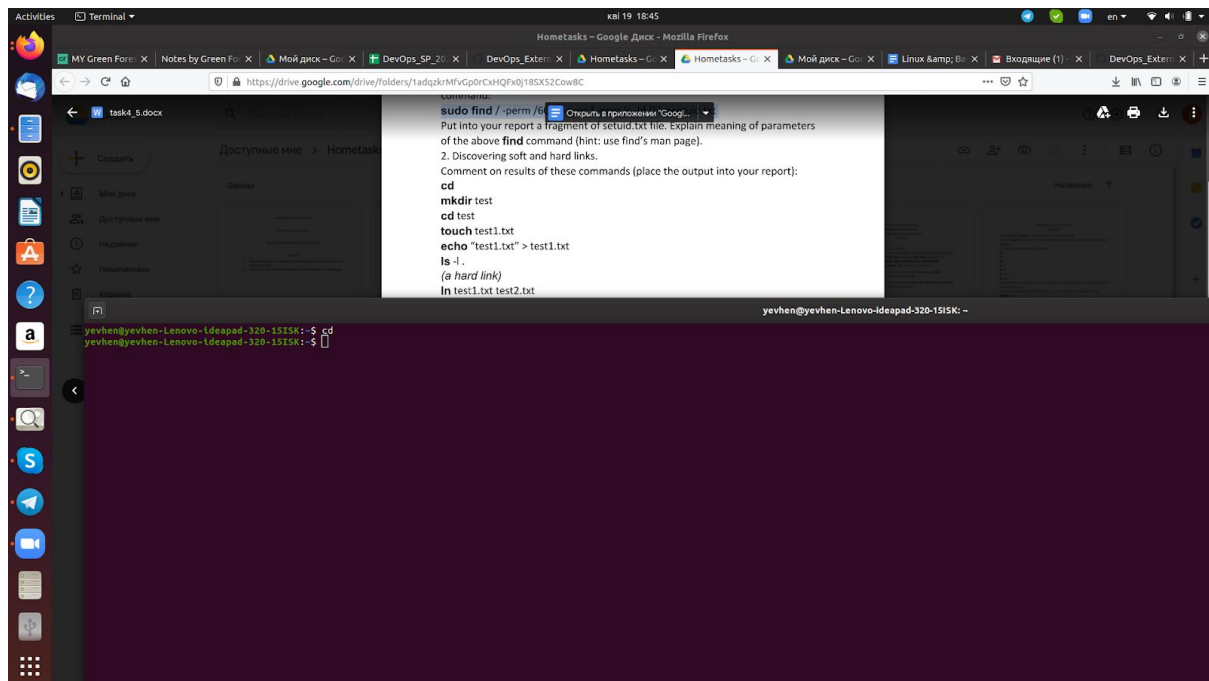 Activities Terminal ▾ кві 19 18:45 en ▾
Hometasks – Google Диск - Mozilla Firefox
MY Green Fores × Notes by Green Fo × Мой диск – Goo × DevOps_SP_202 × DevOps_Extern × Hometasks – Go × Hometasks – Go × Мой диск – Goo × Linux &amp; Ba × Входящие (1) - × DevOps_Extern × +
https://drive.google.com/drive/folders/1adqzkrMfvGp0rCxHQFx0j18SX52Cow8C
command:
task4_5.docx
sudo find / -perm
Открыть в приложении "Googl...
Put into your report a fragment of setuid.txt file. Explain meaning of parameters
of the above find command (hint: use find's man page).
Создать
Доступные мне > Hometask
2. Discovering soft and hard links.
Comment on results of these commands (place the output into your report):
Файлы
Название ↑
cd
Мой диск
mkdir test
cd test
Доступные мне
touch test1.txt
Недавние
echo “test1.txt” > test1.txt
ls -l .
Помеченные
(a hard link)
ln test1.txt test2.txt
Корзина
yevhen@yevhen-Lenovo-ideapad-320-15ISK: ~
yevhen@yevhen-Lenovo-ideapad-320-15ISK:~$ cd
yevhen@yevhen-Lenovo-ideapad-320-15ISK:~$